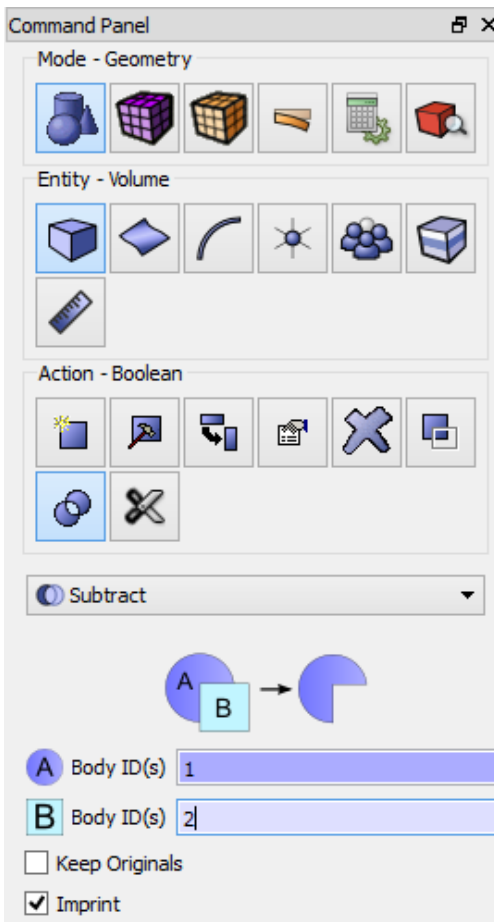 Command Panel
Mode - Geometry
Entity - Volume
Action - Boolean
Subtract
A
B
A Body ID(s) 1
B Body ID(s) 2
Keep Originals
Imprint